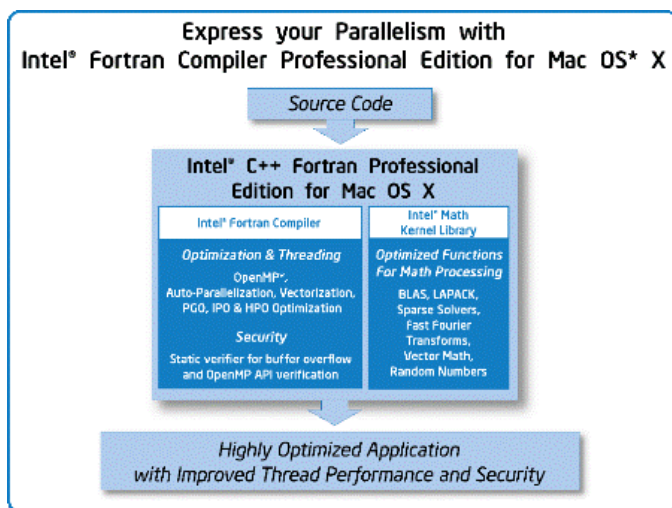 Express your Parallelism with
Intel® Fortran Compiler Professional Edition for Mac OS* X
Source Code
Intel® C++ Fortran Professional
Edition for Mac OS X
Intel® Fortran Compiler
Optimization & Threading
OpenMP*,
Auto-Parallelization, Vectorization,
PGO, IPO & HPO Optimization
Security
Static verifier for buffer overflow
and OpenMP API verification
Intel® Math
Kernel Library
Optimized Functions
For Math Processing
BLAS, LAPACK,
Sparse Solvers,
Fast Fourier
Transforms,
Vector Math,
Random Numbers
Highly Optimized Application
with Improved Thread Performance and Security